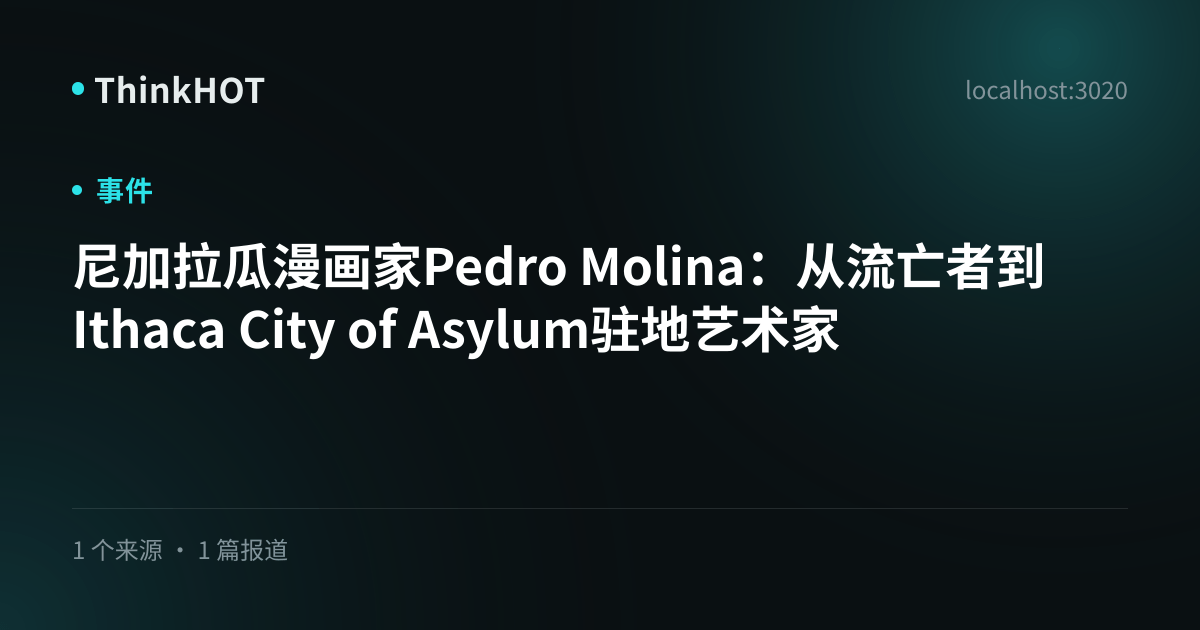 ThinkHOT
localhost:3020
事件
尼加拉瓜漫画家Pedro Molina：从流亡者到
Ithaca City of Asylum驻地艺术家
1 个来源 · 1 篇报道